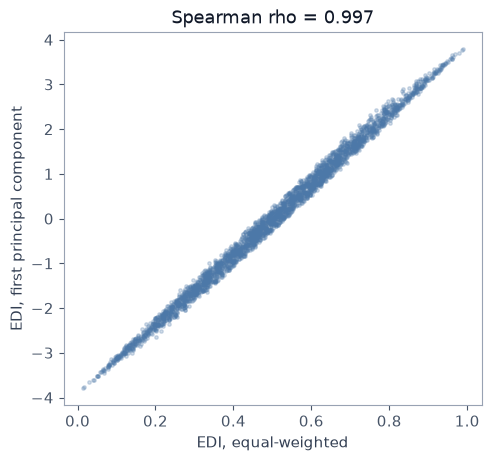 Spearman rho = 0.997
EDI, first principal component
4
3
2
1
0
−1
−2
−3
−4
0.0 0.2 0.4 0.6 0.8 1.0
EDI, equal-weighted